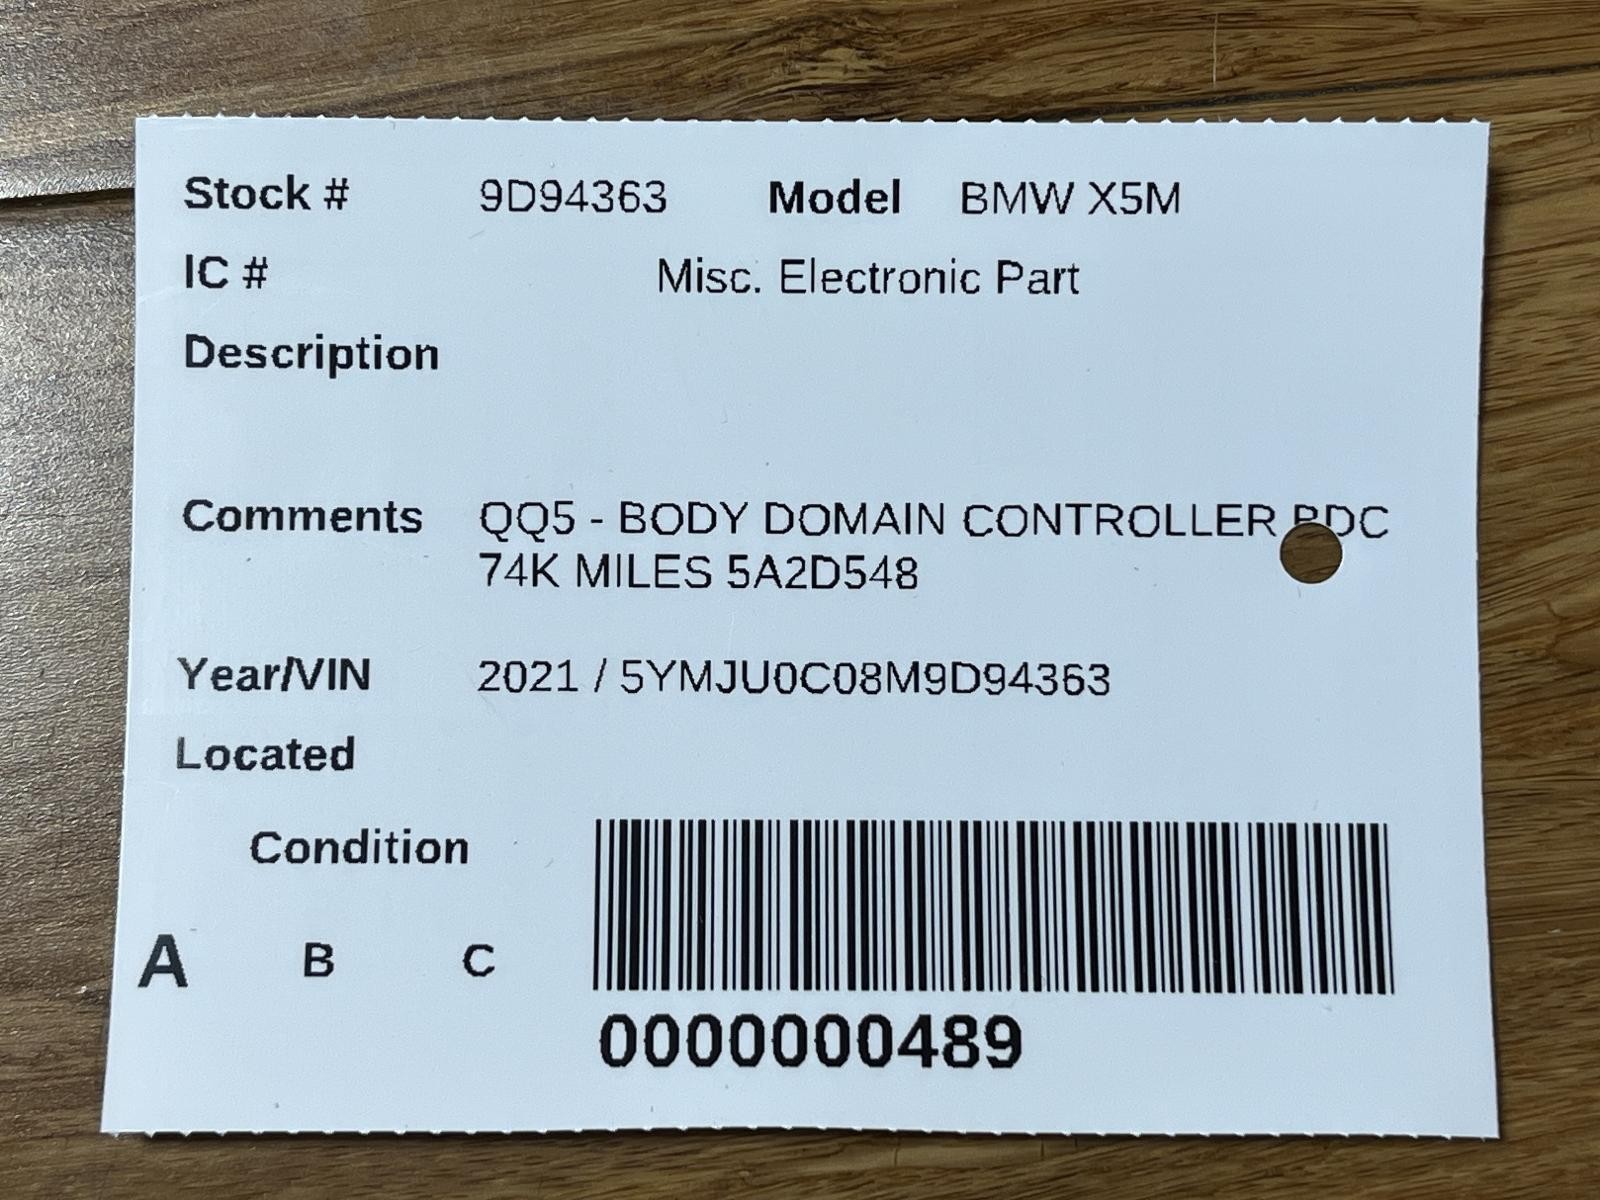 Stock # 9D94363 Model BMW X5M
IC # Misc. Electronic Part
Description
Comments QQ5 - BODY DOMAIN CONTROLLER BDC
74K MILES 5A2D548
Year/VIN 2021 / 5YMJU0C08M9D94363
Located
Condition
A B C
0000000489